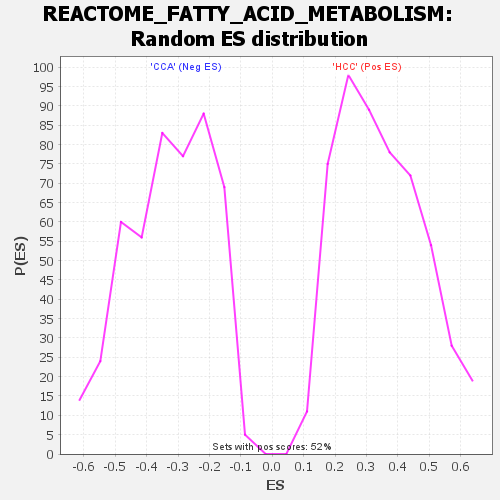 REACTOME_FATTY_ACID_METABOLISM:
Random ES distribution
'CCA' (Neg ES)
'HCC' (Pos ES)
100
95
90
85
80
75
70
65
60
55
50
45
40
35
30
25
20
15
10
5
0
P(ES)
Sets with pos scores: 52%
-0.6 -0.5 -0.4 -0.3 -0.2 -0.1 0.0 0.1 0.2 0.3 0.4 0.5 0.6
ES